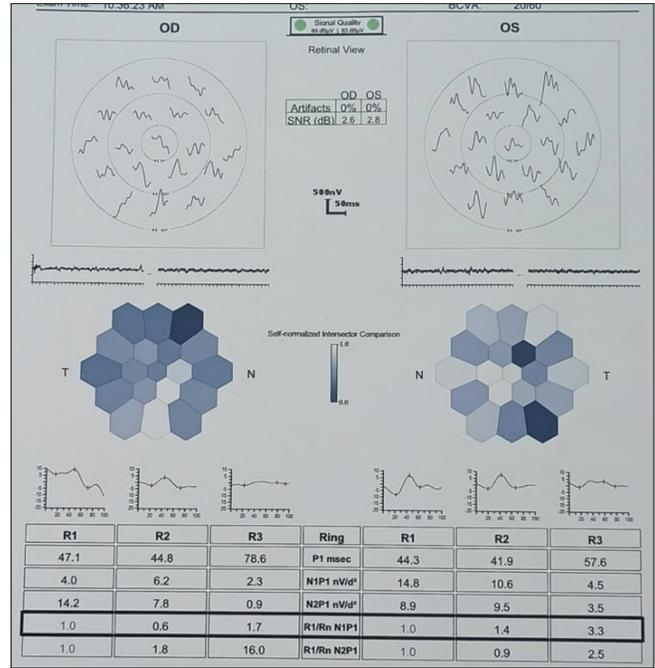 Exam Time: 10:36:23 AM OS: BCVA: 20/60
OD
Signal Quality
OS
Retinal View
OD OS
Artifacts 0% 0%
SNR (dB) 2.6 2.8
500nV
50ms
Self-normalized Intersector Comparison
1.0
0.0
T N
N T
R1 R2 R3 Ring R1 R2 R3
47.1 44.8 78.6 P1 msec 44.3 41.9 57.6
4.0 6.2 2.3 N1P1 nV/d² 14.8 10.6 4.5
14.2 7.8 0.9 N2P1 nV/d² 8.9 9.5 3.5
1.0 0.6 1.7 R1/Rn N1P1 1.0 1.4 3.3
1.0 1.8 16.0 R1/Rn N2P1 1.0 0.9 2.5